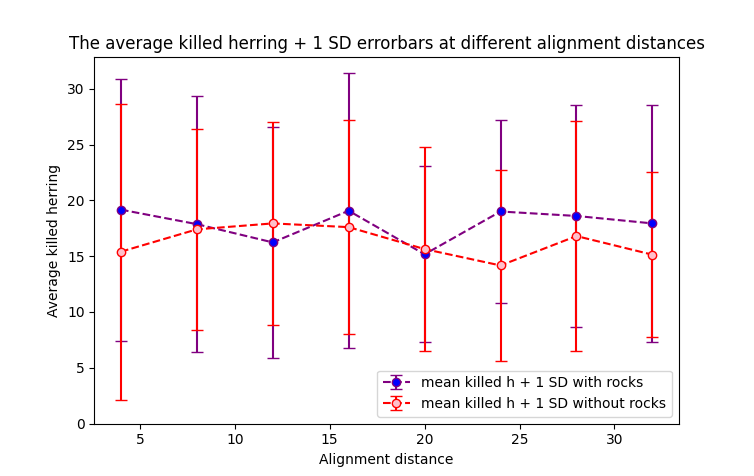 The average killed herring + 1 SD errorbars at different alignment distances
Average killed herring
30
25
20
15
10
5
0
5
10
15
20
25
30
Alignment distance
mean killed h + 1 SD with rocks
mean killed h + 1 SD without rocks